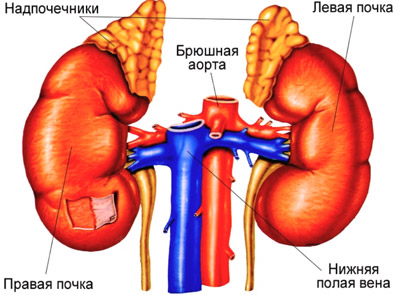 Надпочечники
Левая почка
Брюшная
аорта
Правая почка
Нижняя
полая вена